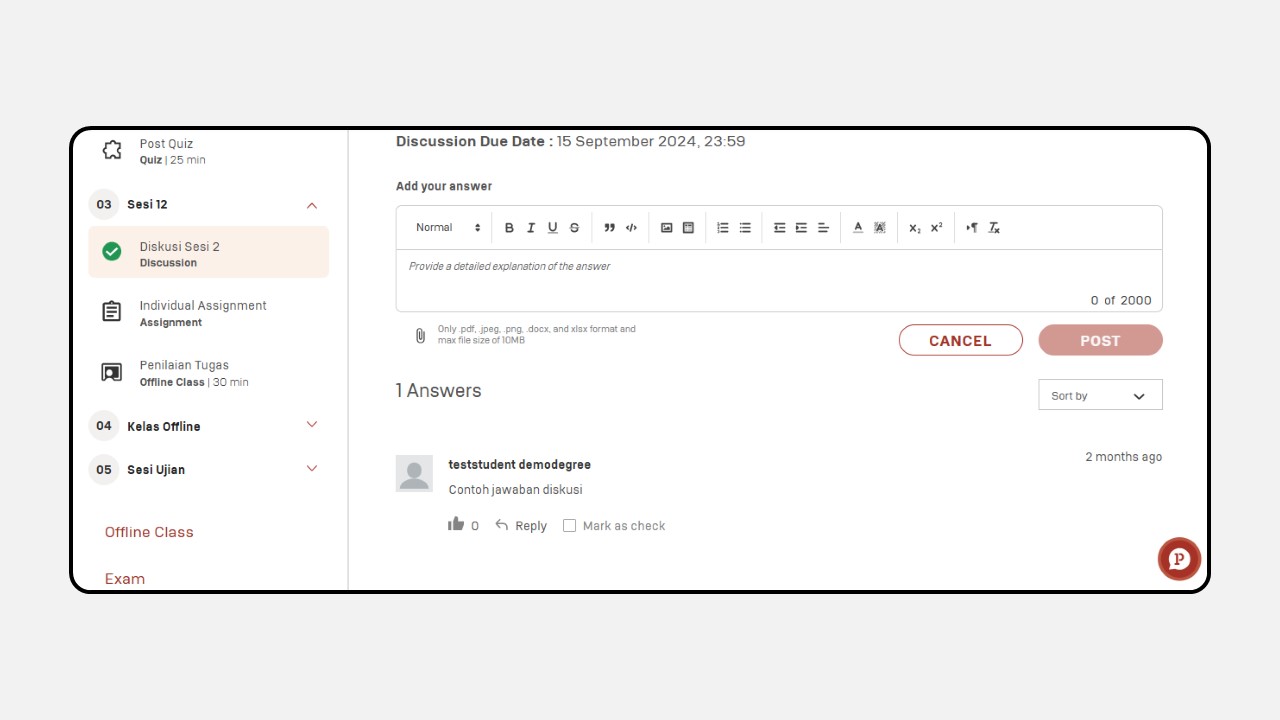 Post Quiz
Quiz | 25 min
03 Sesi 12
Diskusi Sesi 2
Discussion
Individual Assignment
Assignment
Penilaian Tugas
Offline Class | 30 min
04 Kelas Offline
05 Sesi Ujian
Offline Class
Exam
Discussion Due Date : 15 September 2024, 23:59
Add your answer
Normal
Provide a detailed explanation of the answer
0 of 2000
Only .pdf, .jpeg, .png, .docx, and xlsx format and
max file size of 10MB
CANCEL
POST
1 Answers
Sort by
teststudent demodegree
2 months ago
Contoh jawaban diskusi
0 Reply Mark as check